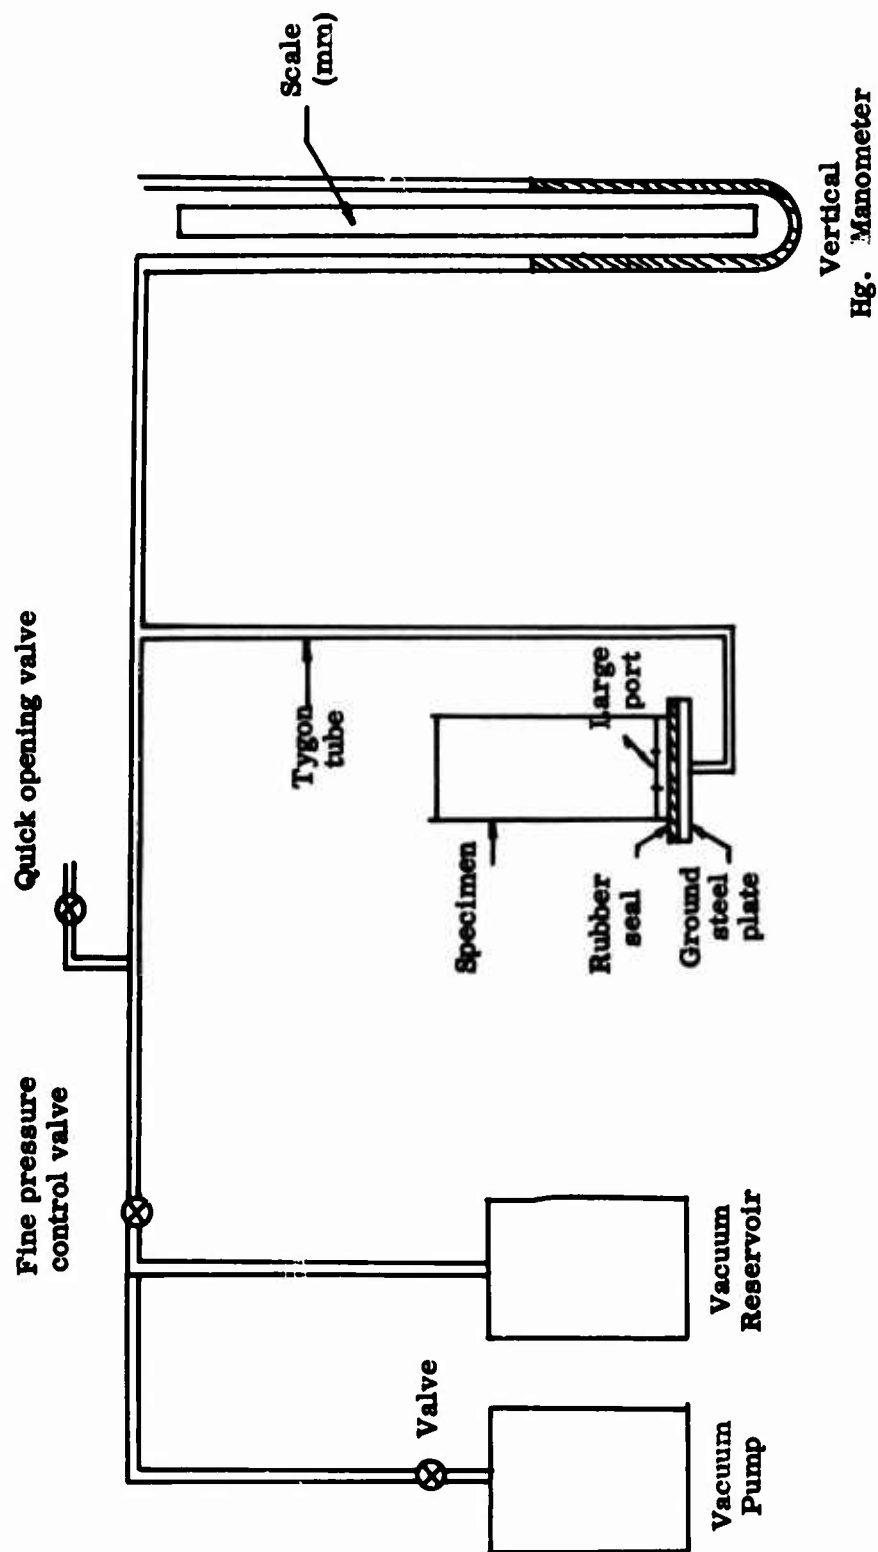 Fine pressure
control valve
Quick opening valve
Scale
(mm)
Tygon
tube
Valve
Specimen
Large
port
Rubber
seal
Ground
steel
plate
Vacuum
Pump
Vacuum
Reservoir
Vertical
Hg. Manometer